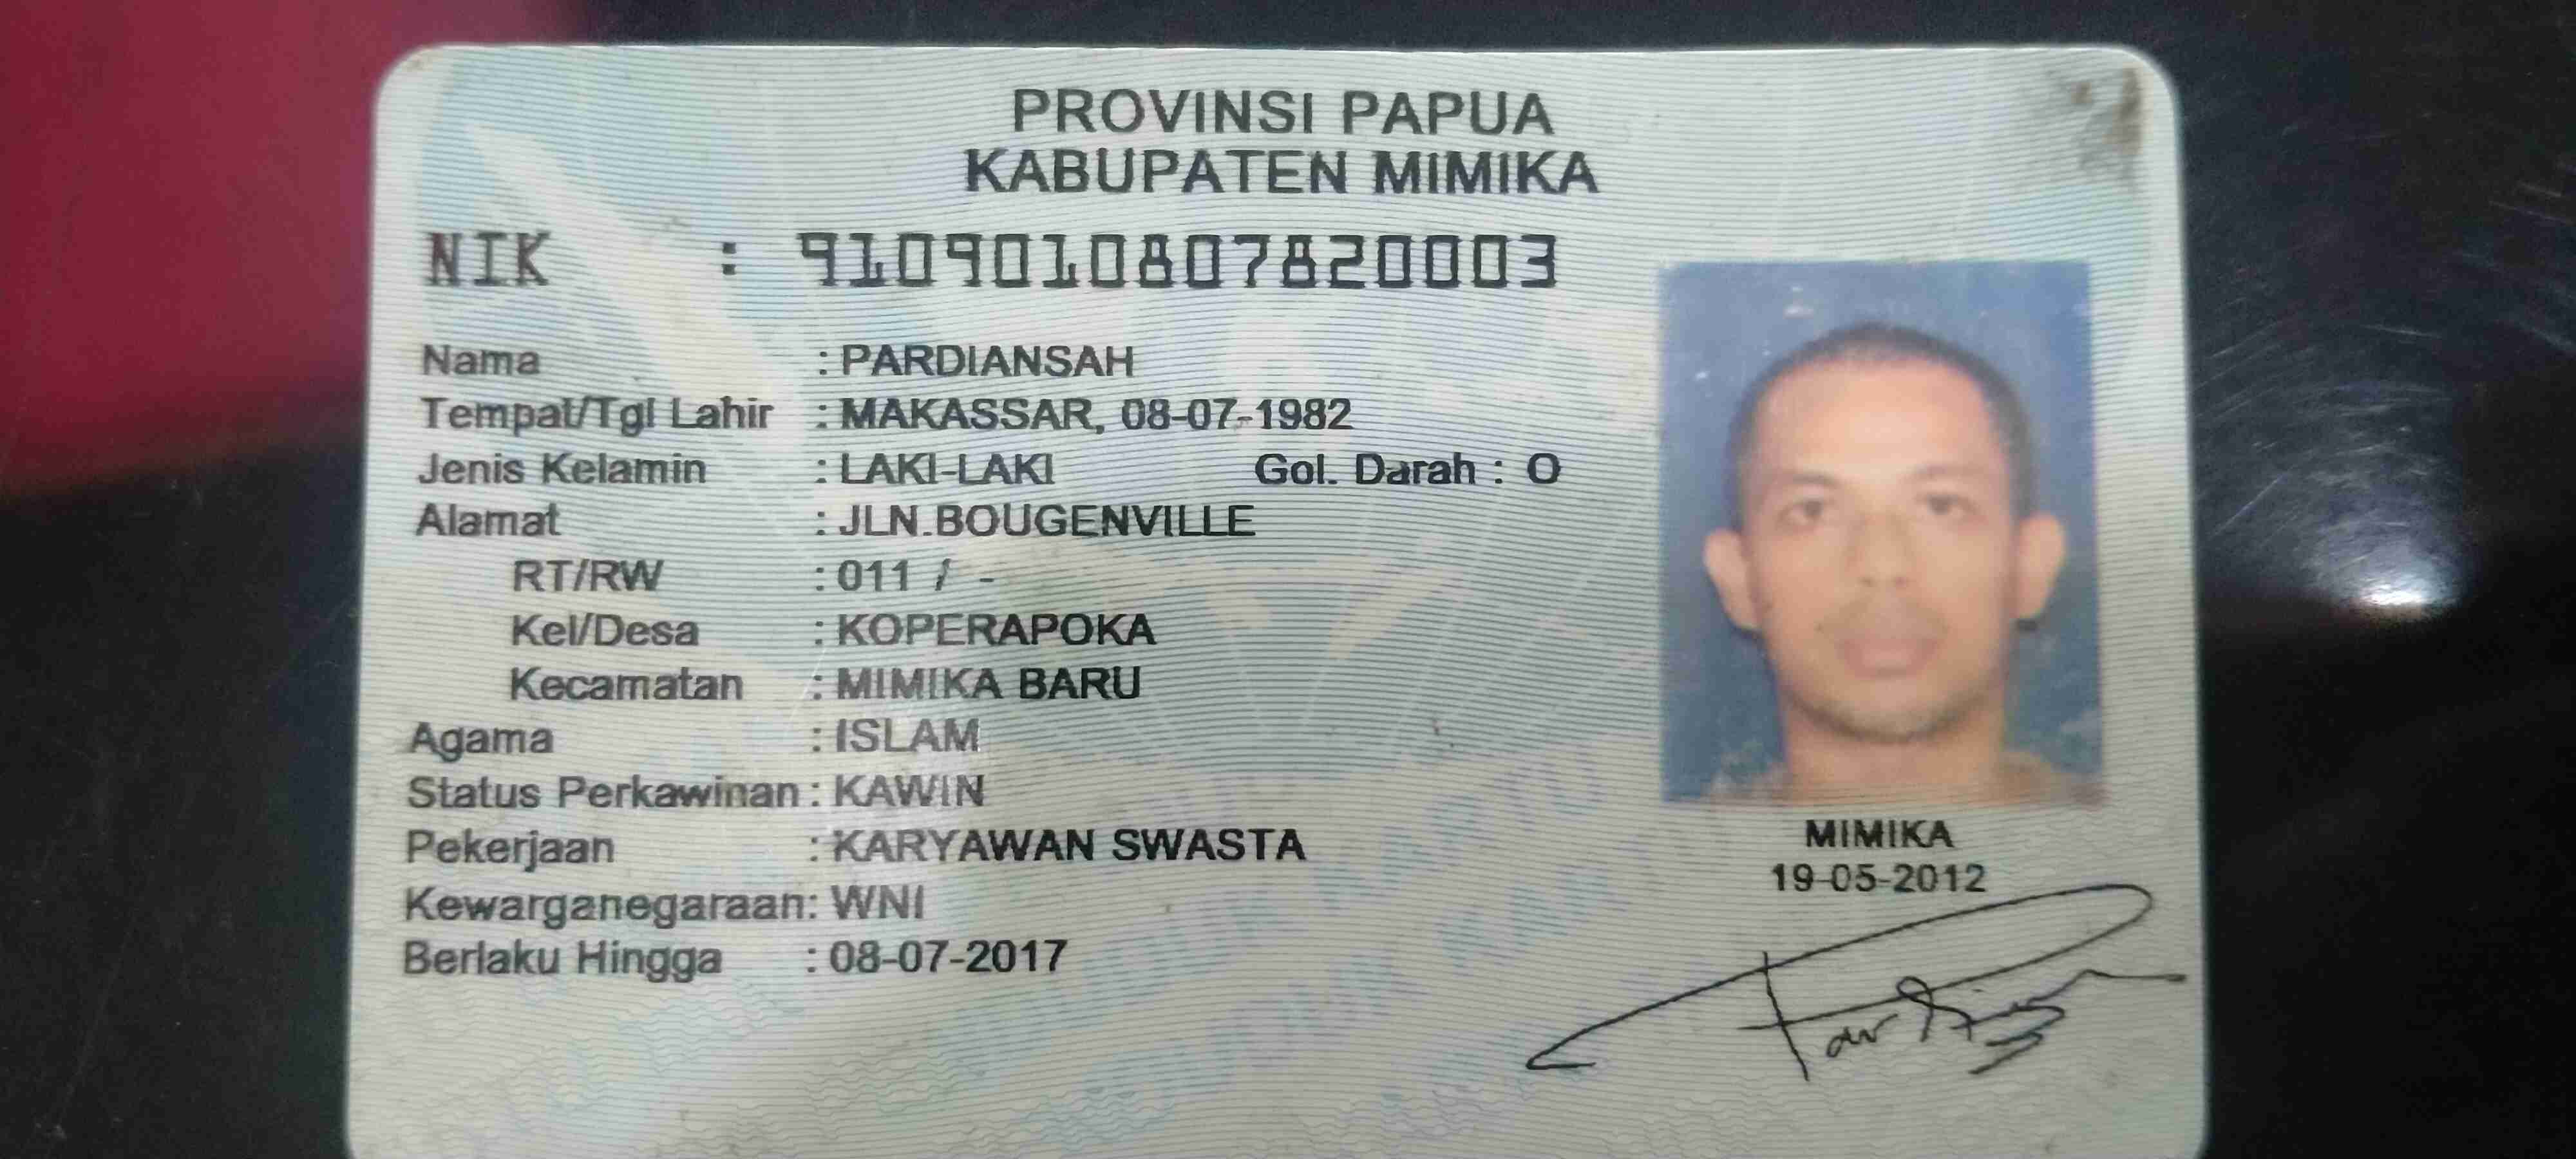 PROVINSI PAPUA
KABUPATEN MIMIKA
NIK : 9109010807820003
Nama : PARDIANSAH
Tempat/Tgl Lahir : MAKASSAR, 08-07-1982
Jenis Kelamin : LAKI-LAKI Gol. Darah : O
Alamat : JLN.BOUGENVILLE
RT/RW : 011 / -
Kel/Desa : KOPERAPOKA
Kecamatan : MIMIKA BARU
Agama : ISLAM
Status Perkawinan : KAWIN
Pekerjaan : KARYAWAN SWASTA
Kewarganegaraan : WNI
Berlaku Hingga : 08-07-2017
MIMIKA
19-05-2012